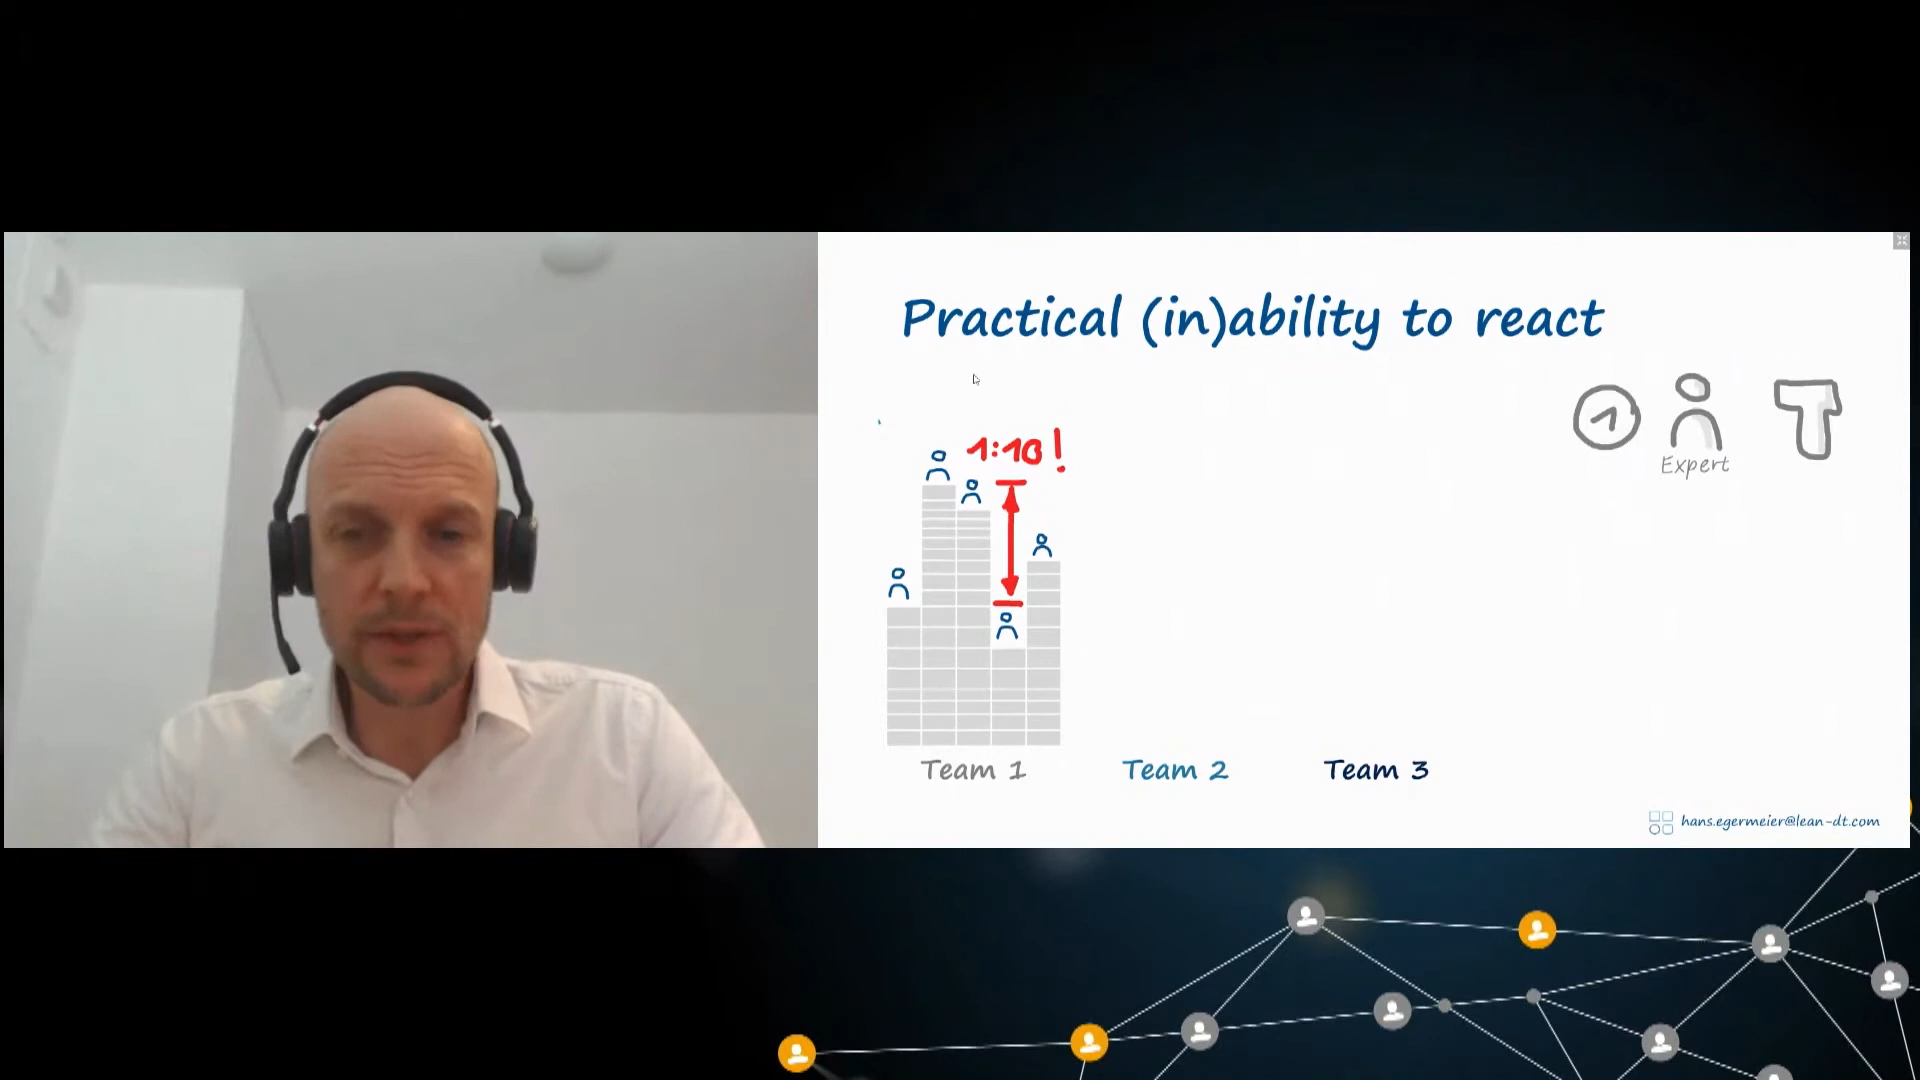 Practical (in)ability to react
1
Expert
1:10!
Team 1
Team 2
Team 3
hans.egermeier@lean-dt.com